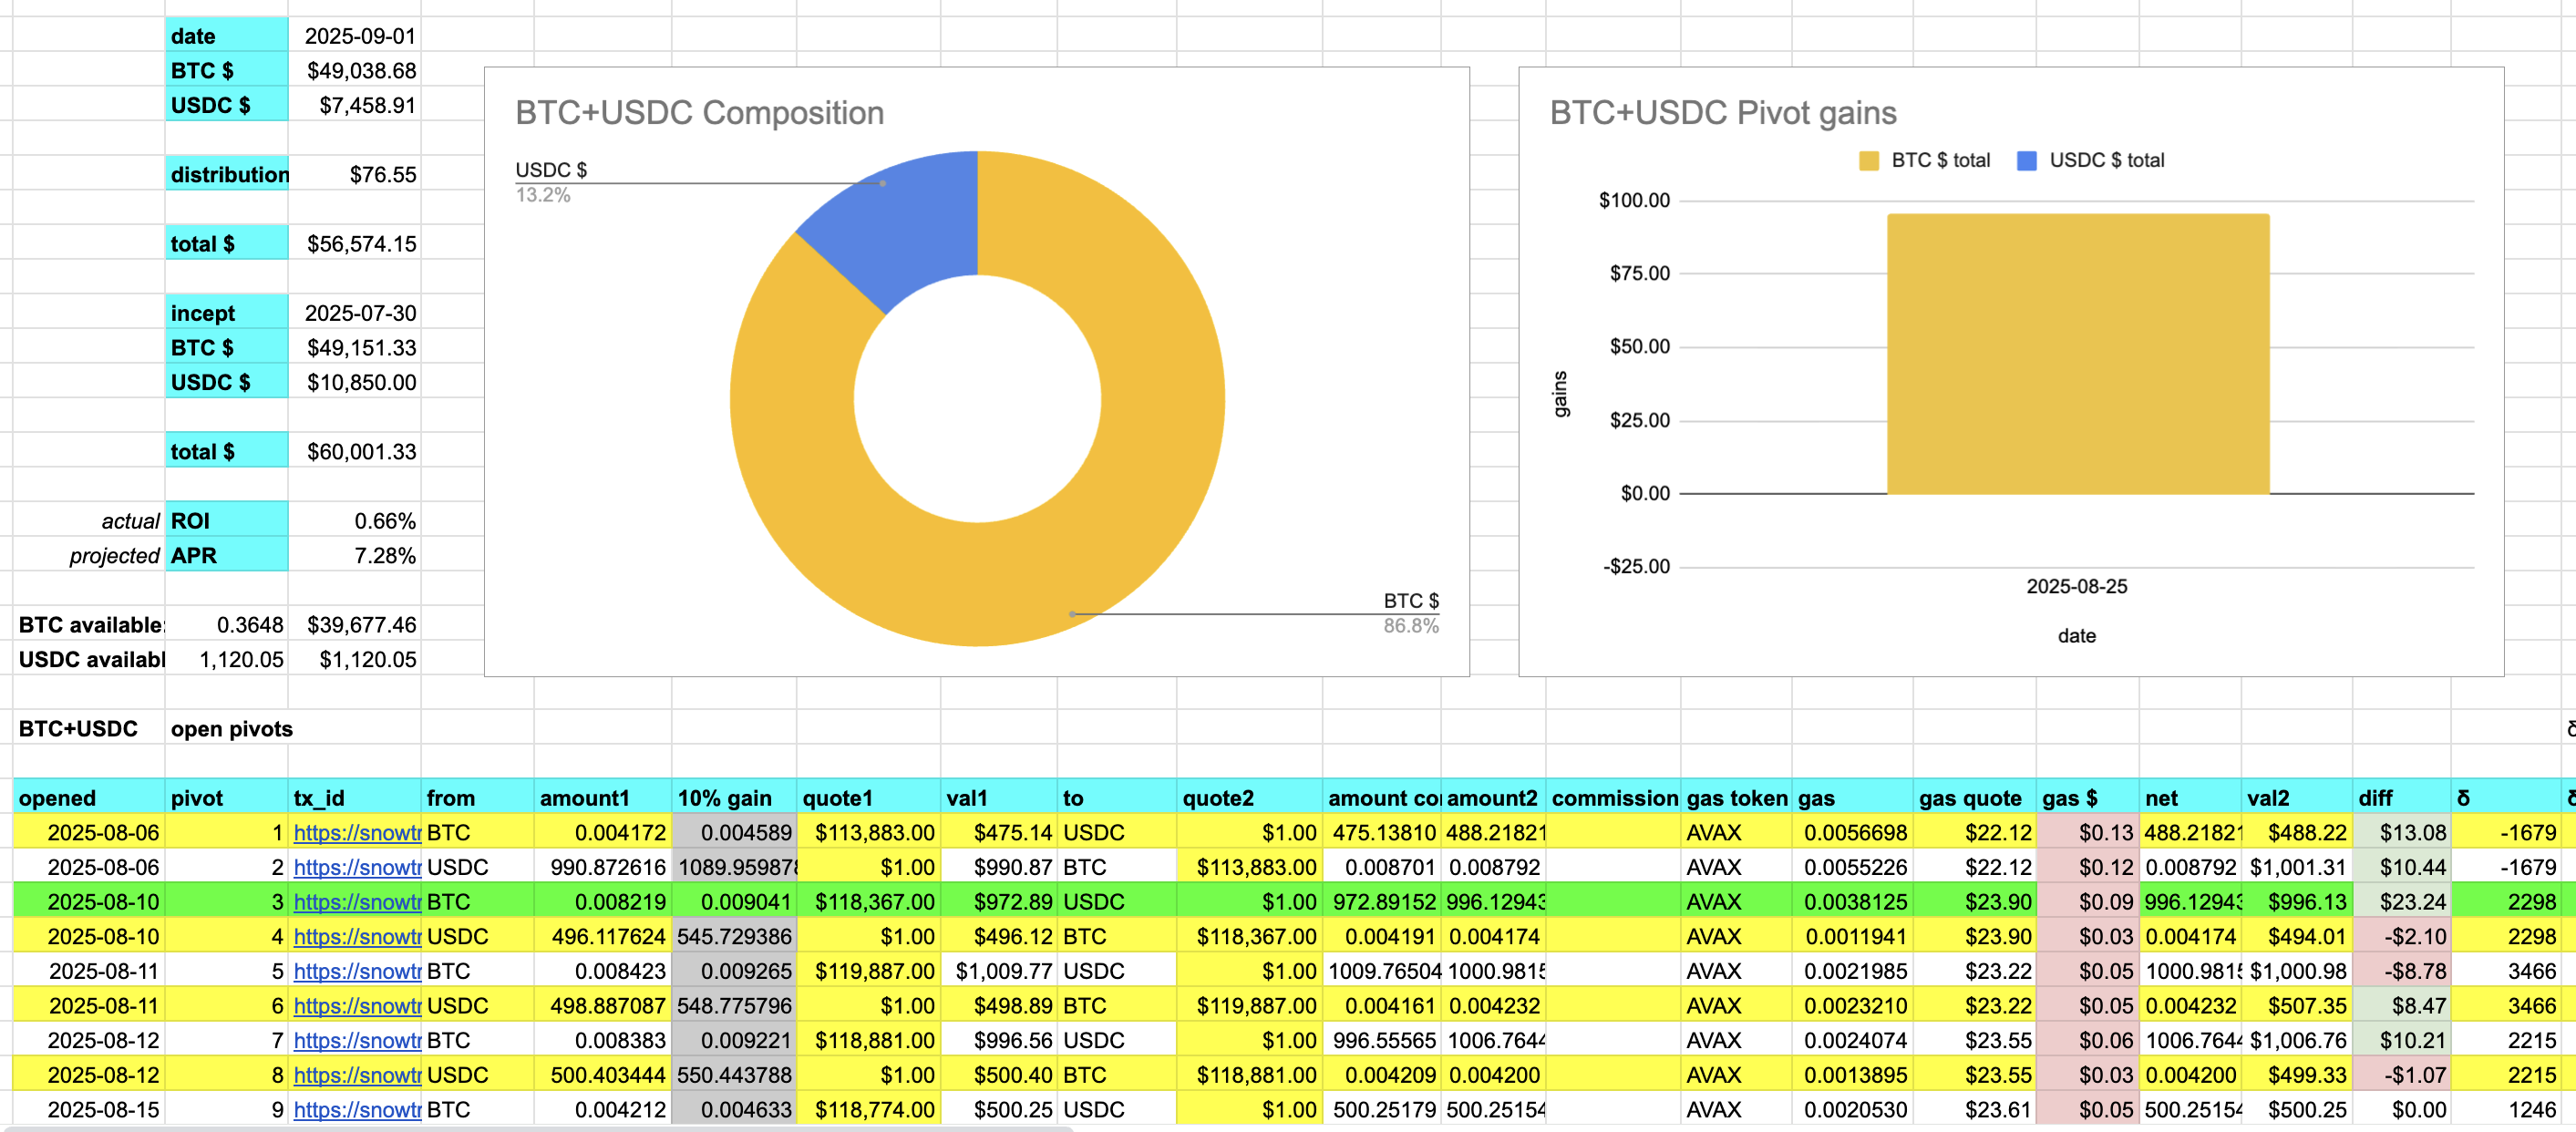 date 2025-09-01
BTC $ $49,038.68
USDC $ $7,458.91
distribution $76.55
total $ $56,574.15
incept 2025-07-30
BTC $ $49,151.33
USDC $ $10,850.00
total $ $60,001.33
actual ROI 0.66%
projected APR 7.28%
BTC available: 0.3648 $39,677.46
USDC availabl 1,120.05 $1,120.05
BTC+USDC Composition
USDC $
13.2%
BTC $
86.8%
BTC+USDC Pivot gains
BTC $ total USDC $ total
$100.00
$75.00
$50.00
$25.00
$0.00
-$25.00
gains
2025-08-25
date
BTC+USDC open pivots
opened pivot tx_id from amount1 10% gain quote1 val1 to quote2 amount co amount2 commission gas token gas gas quote gas $ net val2 diff δ
2025-08-06 1 https://snowtr BTC 0.004172 0.004589 $113,883.00 $475.14 USDC $1.00 475.13810 488.21821 AVAX 0.0056698 $22.12 $0.13 488.21821 $488.22 $13.08 -1679
2025-08-06 2 https://snowtr USDC 990.872616 1089.959878 $1.00 $990.87 BTC $113,883.00 0.008701 0.008792 AVAX 0.0055226 $22.12 $0.12 0.008792 $1,001.31 $10.44 -1679
2025-08-10 3 https://snowtr BTC 0.008219 0.009041 $118,367.00 $972.89 USDC $1.00 972.89152 996.12943 AVAX 0.0038125 $23.90 $0.09 996.12943 $996.13 $23.24 2298
2025-08-10 4 https://snowtr USDC 496.117624 545.729386 $1.00 $496.12 BTC $118,367.00 0.004191 0.004174 AVAX 0.0011941 $23.90 $0.03 0.004174 $494.01 -$2.10 2298
2025-08-11 5 https://snowtr BTC 0.008423 0.009265 $119,887.00 $1,009.77 USDC $1.00 1009.76504 1000.9815 AVAX 0.0021985 $23.22 $0.05 1000.9815 $1,000.98 -$8.78 3466
2025-08-11 6 https://snowtr USDC 498.887087 548.775796 $1.00 $498.89 BTC $119,887.00 0.004161 0.004232 AVAX 0.0023210 $23.22 $0.05 0.004232 $507.35 $8.47 3466
2025-08-12 7 https://snowtr BTC 0.008383 0.009221 $118,881.00 $996.56 USDC $1.00 996.55565 1006.7644 AVAX 0.0024074 $23.55 $0.06 1006.7644 $1,006.76 $10.21 2215
2025-08-12 8 https://snowtr USDC 500.403444 550.443788 $1.00 $500.40 BTC $118,881.00 0.004209 0.004200 AVAX 0.0013895 $23.55 $0.03 0.004200 $499.33 -$1.07 2215
2025-08-15 9 https://snowtr BTC 0.004212 0.004633 $118,774.00 $500.25 USDC $1.00 500.25179 500.25154 AVAX 0.0020530 $23.61 $0.05 500.25154 $500.25 $0.00 1246